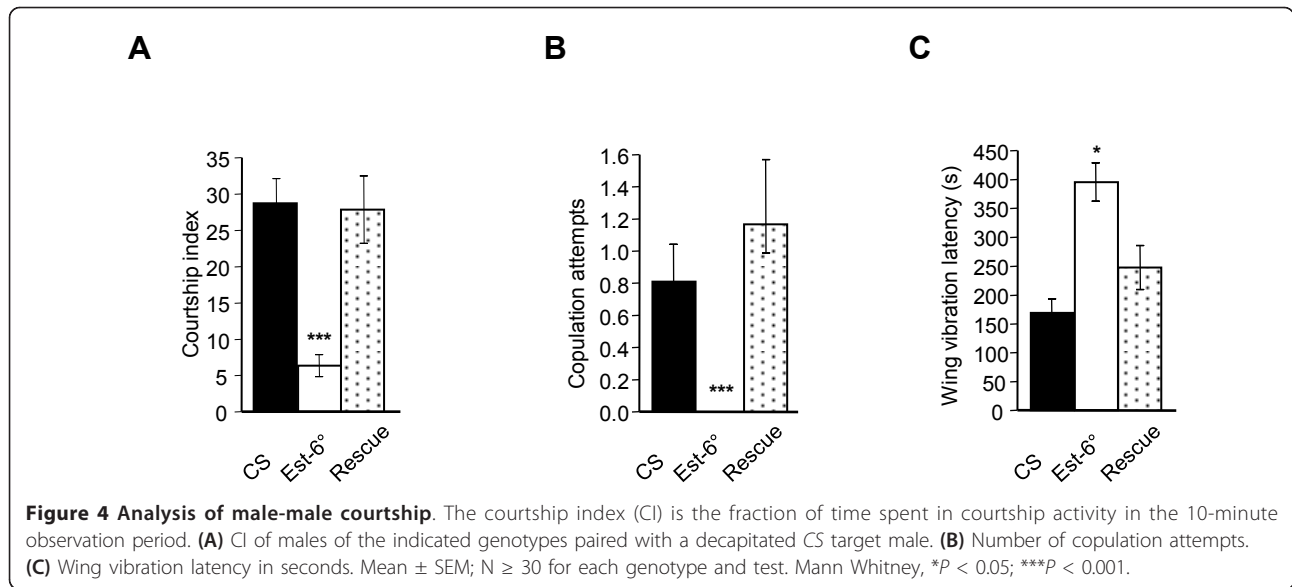 A
B
C
35
30
25
20
15
10
5
0
Courtship index
***
CS
Est-6°
Rescue
1.6
1.4
1.2
1.0
0.8
0.6
0.4
0.2
0.0
Copulation attempts
***
CS
Est-6°
Rescue
450
400
350
300
250
200
150
100
50
0
Wing vibration latency (s)
*
CS
Est-6°
Rescue
Figure 4 Analysis of male-male courtship. The courtship index (CI) is the fraction of time spent in courtship activity in the 10-minute
observation period. (A) CI of males of the indicated genotypes paired with a decapitated CS target male. (B) Number of copulation attempts.
(C) Wing vibration latency in seconds. Mean ± SEM; N ≥ 30 for each genotype and test. Mann Whitney, *P < 0.05; ***P < 0.001.